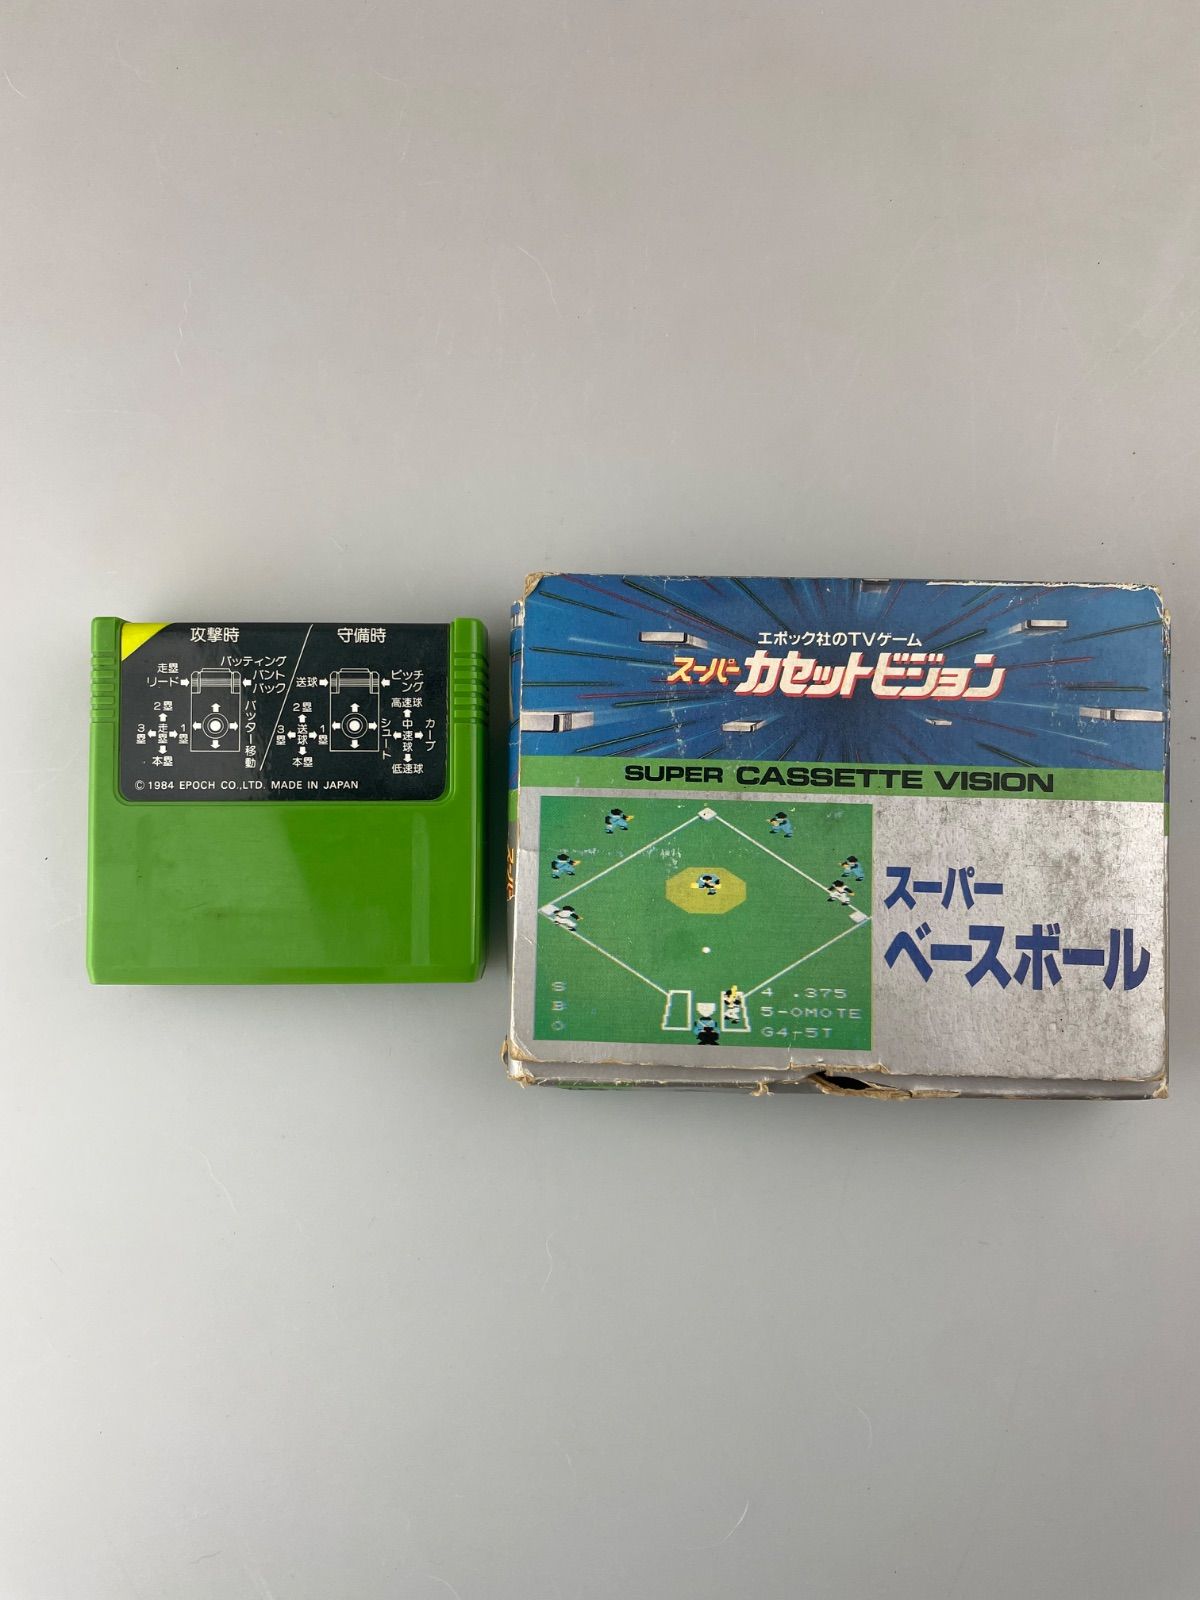 攻撃時
守備時
走塁
リード
バッティング
バント
バック
2塁
3塁
走塁
1塁
本塁
バッター移動
送球
ピッチング
2塁
3塁
送球
1塁
本塁
高速球
シュート
中速球
カーブ
低速球
© 1984 EPOCH CO.,LTD. MADE IN JAPAN
エポック社のTVゲーム
スーパーカセットビジョン
SUPER CASSETTE VISION
スーパー
ベースボール
S
B
O
4 .375
5-OMOTE
G4-5T